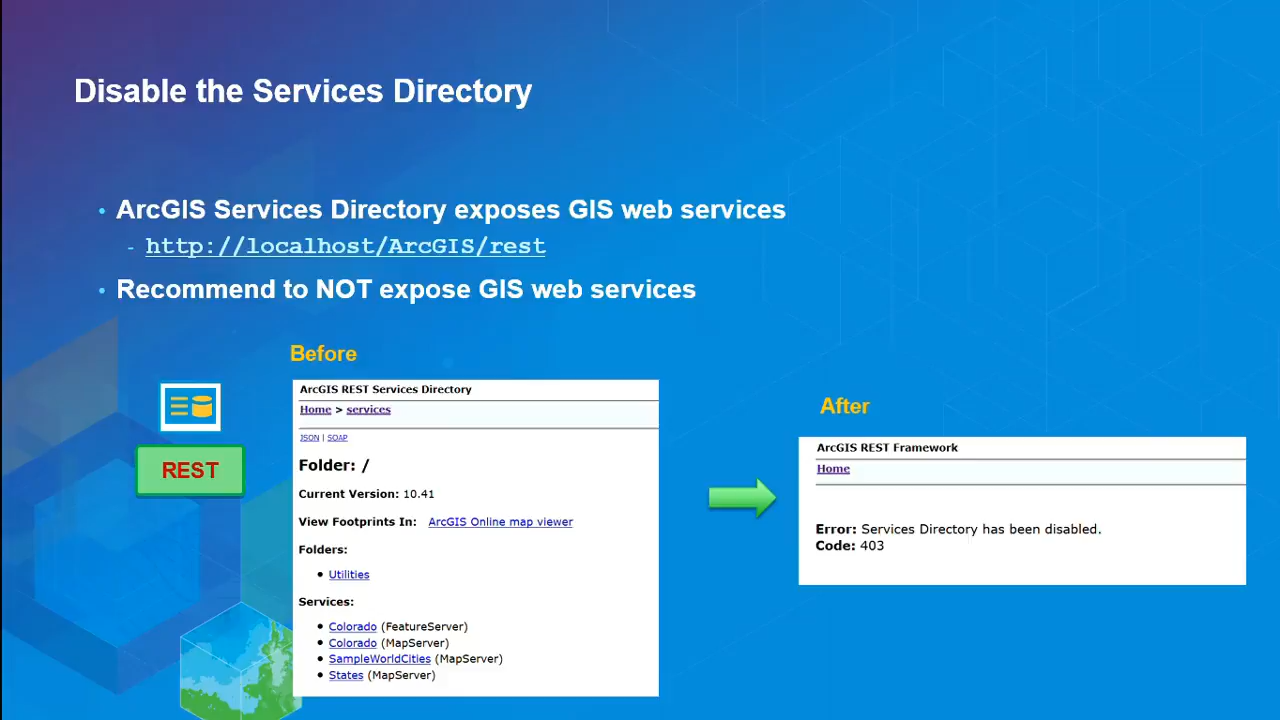 Disable the Services Directory
• ArcGIS Services Directory exposes GIS web services
- http://localhost/ArcGIS/rest
• Recommend to NOT expose GIS web services
Before
ArcGIS REST Services Directory
Home > services
JSON | SOAP
REST
Folder: /
Current Version: 10.41
View Footprints In: ArcGIS Online map viewer
Folders:
• Utilities
Services:
• Colorado (FeatureServer)
• Colorado (MapServer)
• SampleWorldCities (MapServer)
• States (MapServer)
After
ArcGIS REST Framework
Home
Error: Services Directory has been disabled.
Code: 403